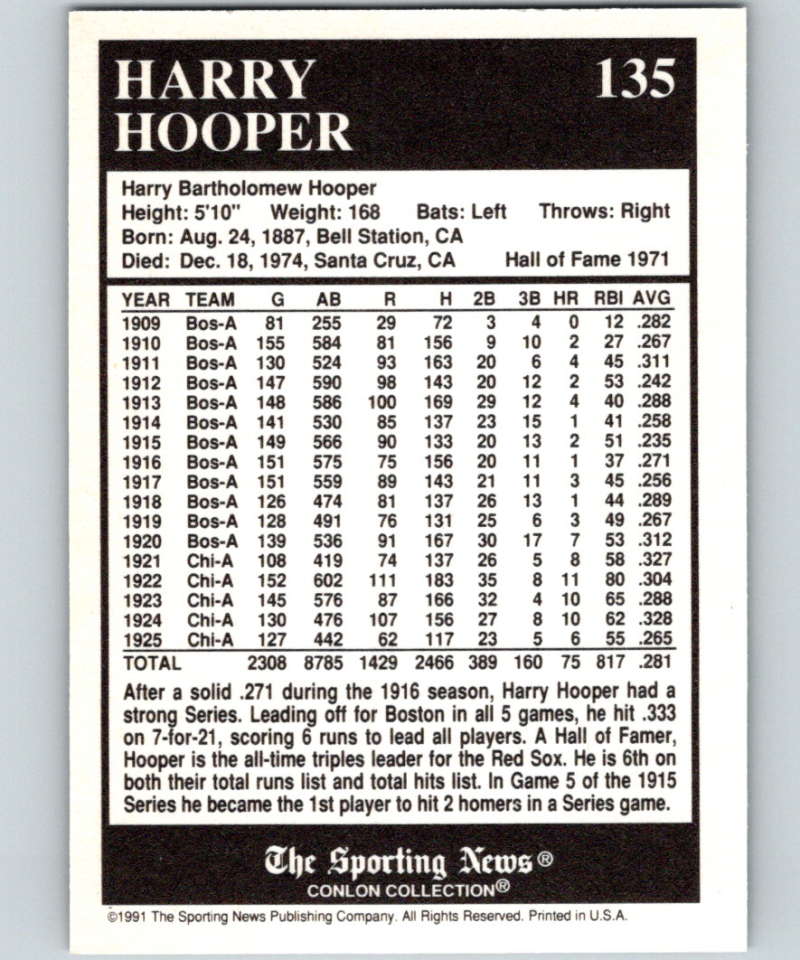 HARRY 135
HOOPER
Harry Bartholomew Hooper
Height: 5'10" Weight: 168 Bats: Left Throws: Right
Born: Aug. 24, 1887, Bell Station, CA
Died: Dec. 18, 1974, Santa Cruz, CA Hall of Fame 1971
YEAR TEAM G AB R H 2B 3B HR RBI AVG
1909 Bos-A 81 255 29 72 3 4 0 12 .282
1910 Bos-A 155 584 81 156 9 10 2 27 .267
1911 Bos-A 130 524 93 163 20 6 4 45 .311
1912 Bos-A 147 590 98 143 20 12 2 53 .242
1913 Bos-A 148 586 100 169 29 12 4 40 .288
1914 Bos-A 141 530 85 137 23 15 1 41 .258
1915 Bos-A 149 566 90 133 20 13 2 51 .235
1916 Bos-A 151 575 75 156 20 11 1 37 .271
1917 Bos-A 151 559 89 143 21 11 3 45 .256
1918 Bos-A 126 474 81 137 26 13 1 44 .289
1919 Bos-A 128 491 76 131 25 6 3 49 .267
1920 Bos-A 139 536 91 167 30 17 7 53 .312
1921 Chi-A 108 419 74 137 26 5 8 58 .327
1922 Chi-A 152 602 111 183 35 8 11 80 .304
1923 Chi-A 145 576 87 166 32 4 10 65 .288
1924 Chi-A 130 476 107 156 27 8 10 62 .328
1925 Chi-A 127 442 62 117 23 5 6 55 .265
TOTAL 2308 8785 1429 2466 389 160 75 817 .281
After a solid .271 during the 1916 season, Harry Hooper had a
strong Series. Leading off for Boston in all 5 games, he hit .333
on 7-for-21, scoring 6 runs to lead all players. A Hall of Famer,
Hooper is the all-time triples leader for the Red Sox. He is 6th on
both their total runs list and total hits list. In Game 5 of the 1915
Series he became the 1st player to hit 2 homers in a Series game.
The Sporting News®
CONLON COLLECTION®
©1991 The Sporting News Publishing Company. All Rights Reserved. Printed in U.S.A.